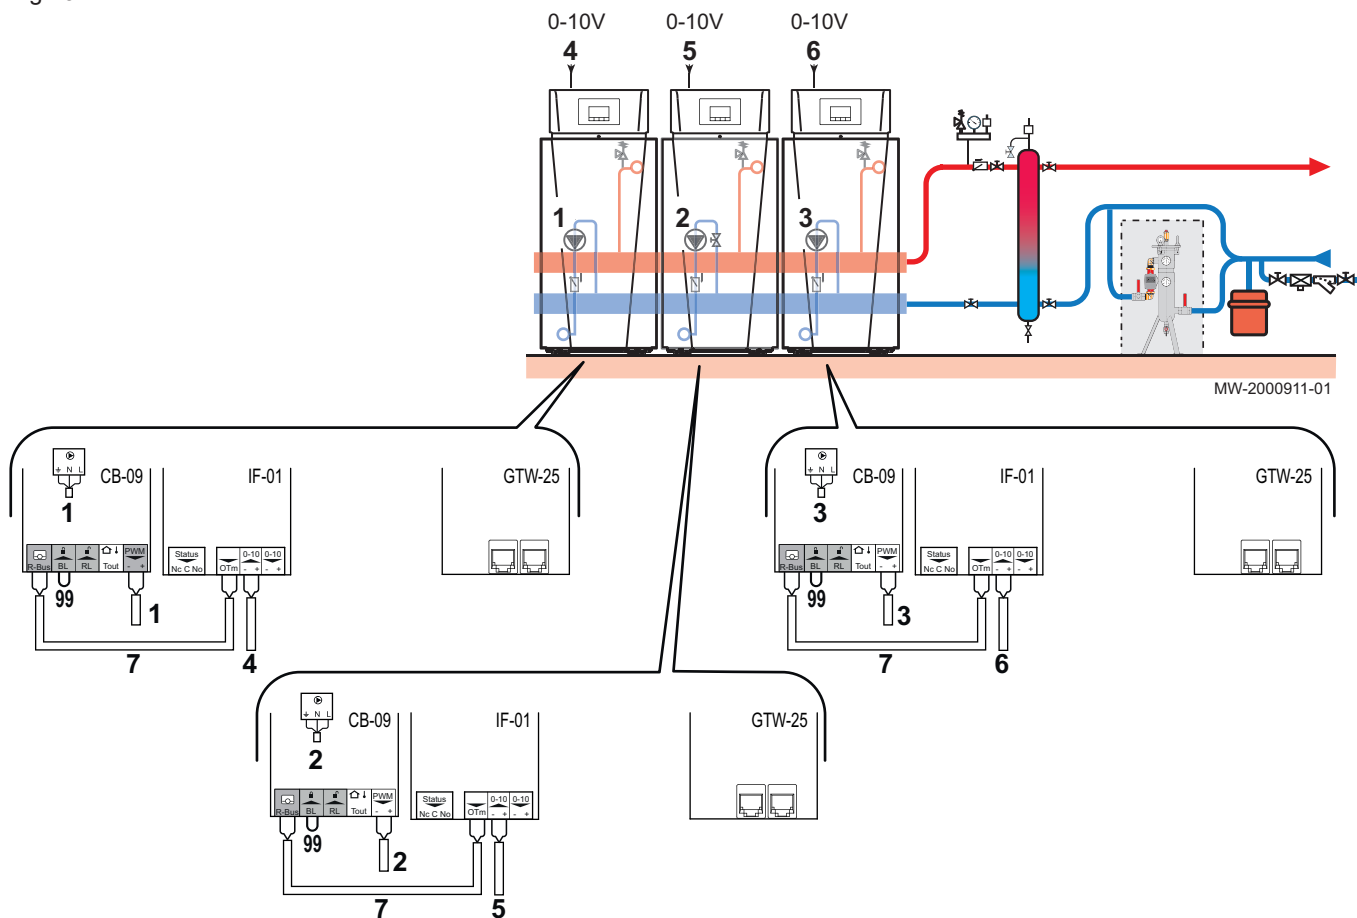 0-10V 0-10V 0-10V
4 5 6
1 2 3
MW-2000911-01
CB-09 IF-01 GTW-25
1
R-Bus BL RL Tout PWM - +
Status Nc C No OTm 0-10 - + 0-10 - +
99 1
7 4
CB-09 IF-01 GTW-25
N L
3
R-Bus BL RL Tout PWM - +
Status Nc C No OTm 0-10 - + 0-10 - +
99 3
7 6
CB-09 IF-01 GTW-25
N L
2
R-Bus BL RL Tout PWM - +
Status Nc C No OTm 0-10 - + 0-10 - +
99 2
7 5
N L